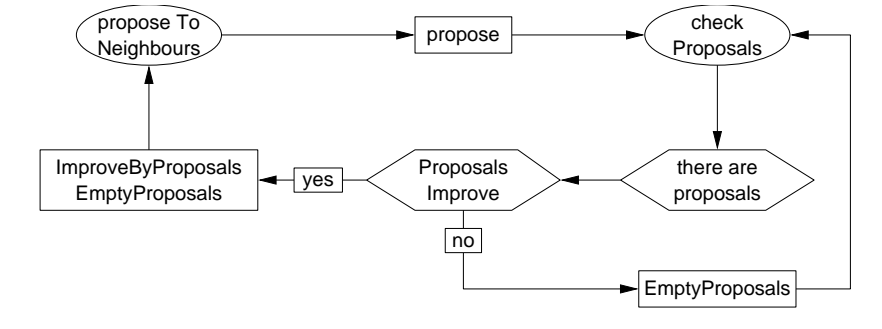 propose To
Neighbours
propose
check
Proposals
ImproveByProposals
EmptyProposals
yes
Proposals
Improve
there are
proposals
no
EmptyProposals